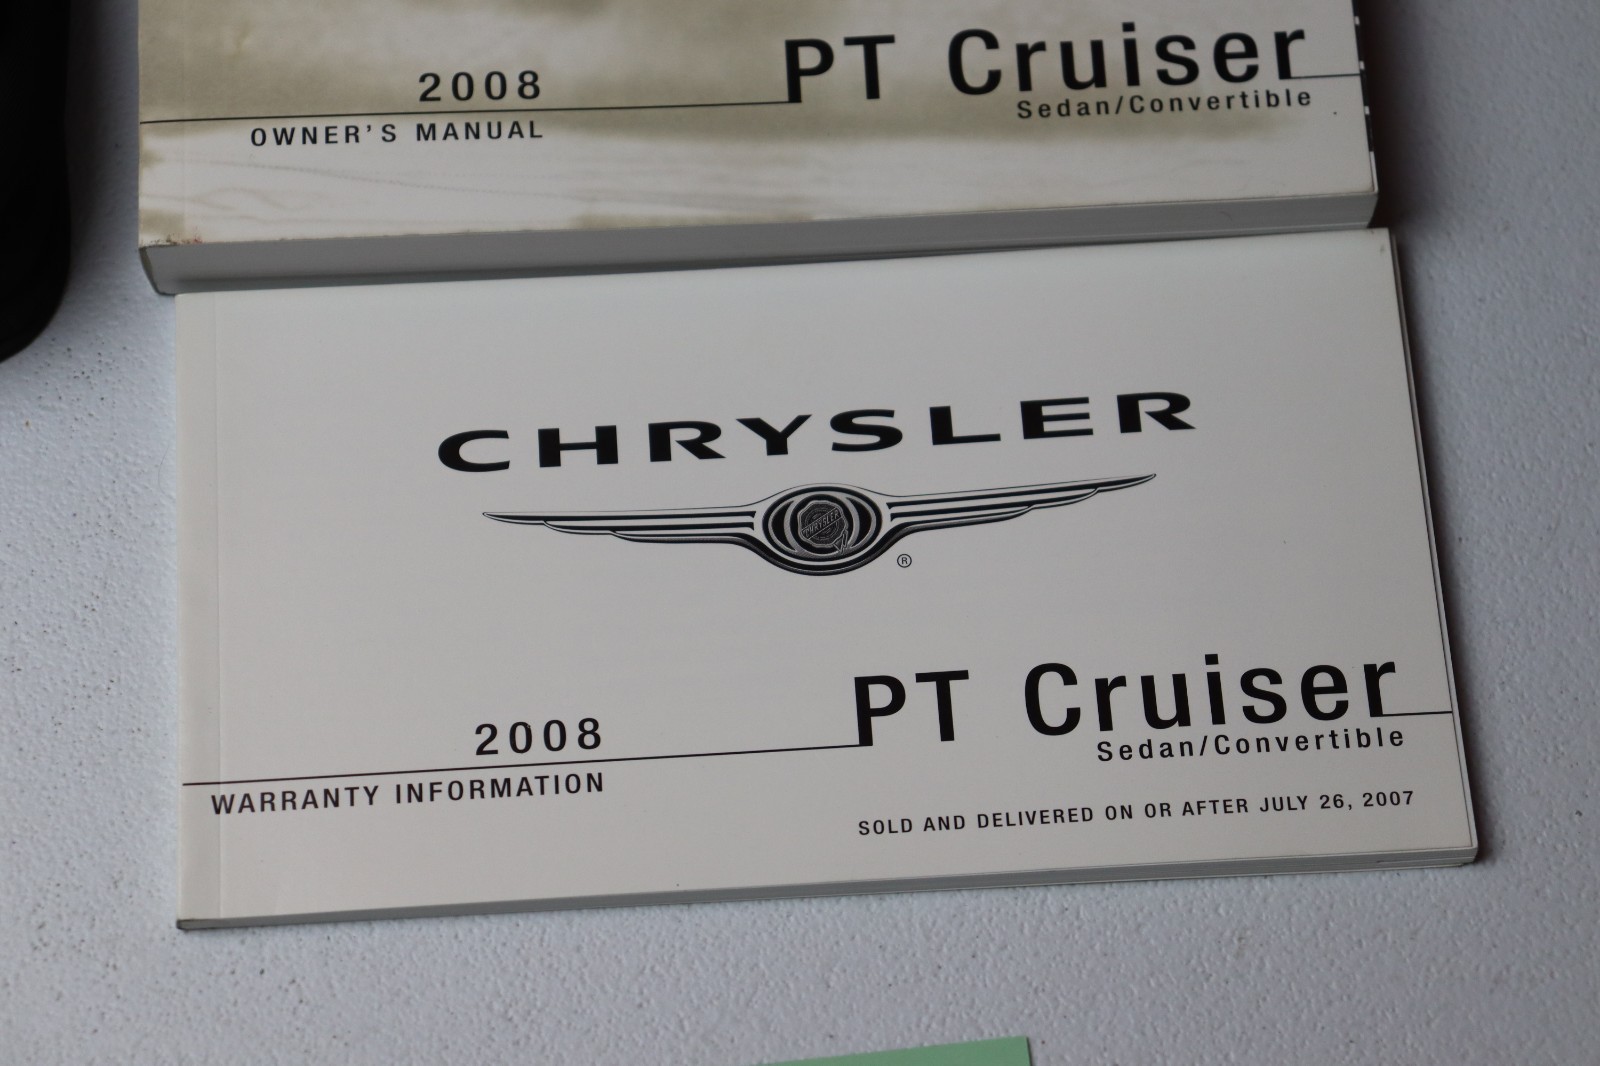 PT Cruiser
2008
Sedan/Convertible
OWNER'S MANUAL
CHRYSLER
CHRYSLER
®
PT Cruiser
2008
Sedan/Convertible
WARRANTY INFORMATION
SOLD AND DELIVERED ON OR AFTER JULY 26, 2007